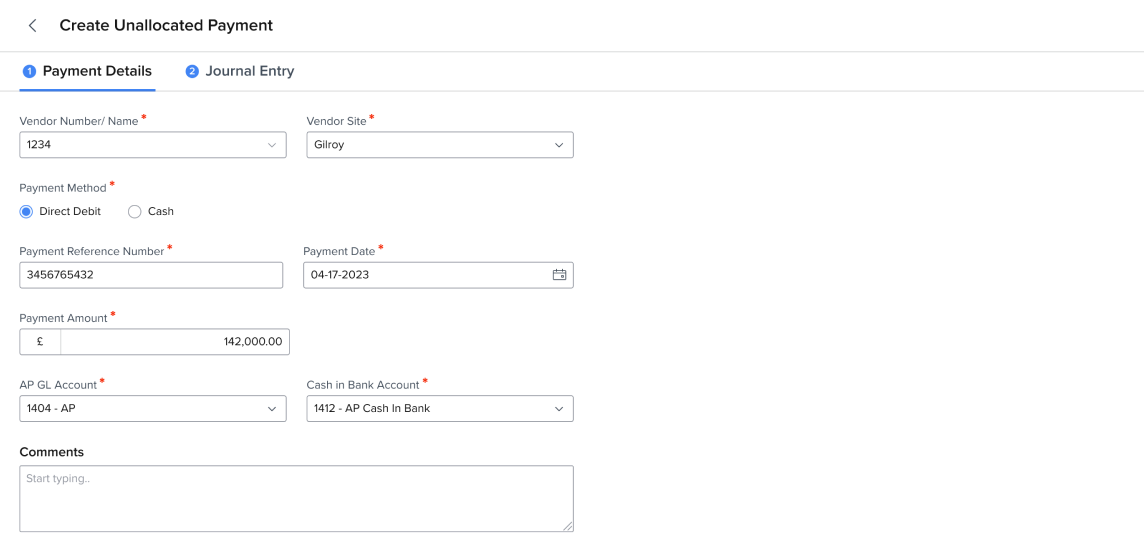 Create Unallocated Payment
1 Payment Details 2 Journal Entry
Vendor Number/ Name * Vendor Site *
1234 Gilroy
Payment Method *
Direct Debit Cash
Payment Reference Number * Payment Date *
3456765432 04-17-2023
Payment Amount *
£ 142,000.00
AP GL Account * Cash in Bank Account *
1404 - AP 1412 - AP Cash In Bank
Comments
Start typing..